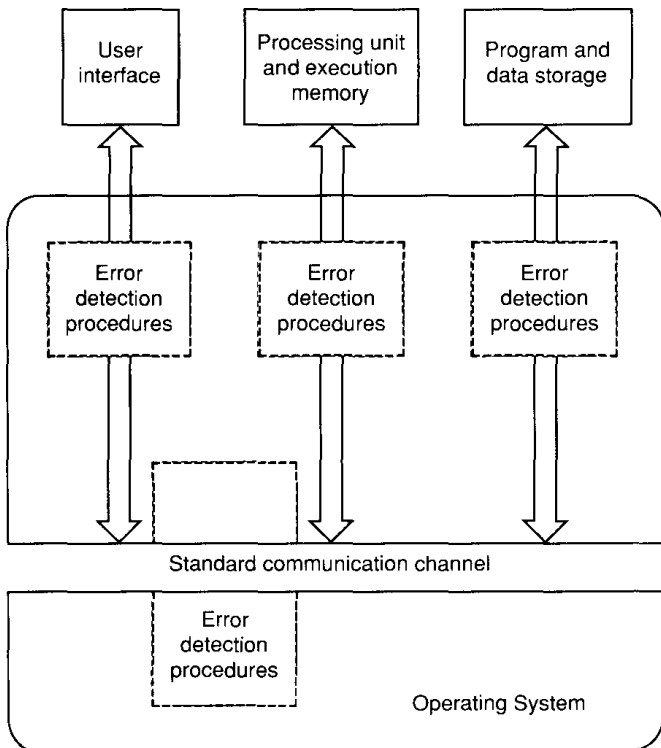 User
interface
Processing unit
and execution
memory
Program and
data storage
Error
detection
procedures
Error
detection
procedures
Error
detection
procedures
Standard communication channel
Error
detection
procedures
Operating System